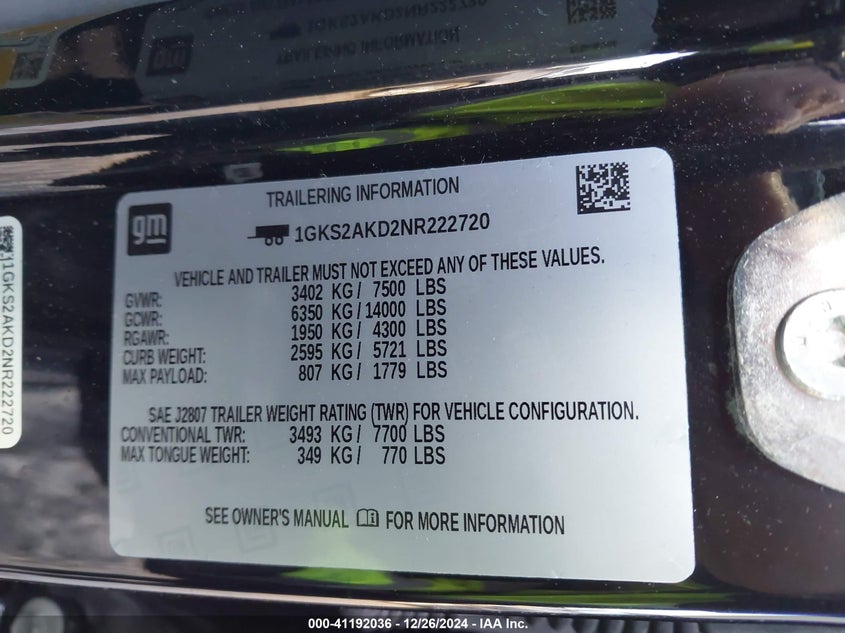 1GKS2AKD2NR222720
TRAILERING INFORMATION
gm
TRAILERING INFORMATION
1GKS2AKD2NR222720
VEHICLE AND TRAILER MUST NOT EXCEED ANY OF THESE VALUES.
GVWR: 3402 KG / 7500 LBS
GCWR: 6350 KG / 14000 LBS
RGAWR: 1950 KG / 4300 LBS
CURB WEIGHT: 2595 KG / 5721 LBS
MAX PAYLOAD: 807 KG / 1779 LBS
SAE J2807 TRAILER WEIGHT RATING (TWR) FOR VEHICLE CONFIGURATION.
CONVENTIONAL TWR: 3493 KG / 7700 LBS
MAX TONGUE WEIGHT: 349 KG / 770 LBS
SEE OWNER'S MANUAL FOR MORE INFORMATION
1GKS2AKD2NR222720
000-41192036 - 12/26/2024 - IAA Inc.